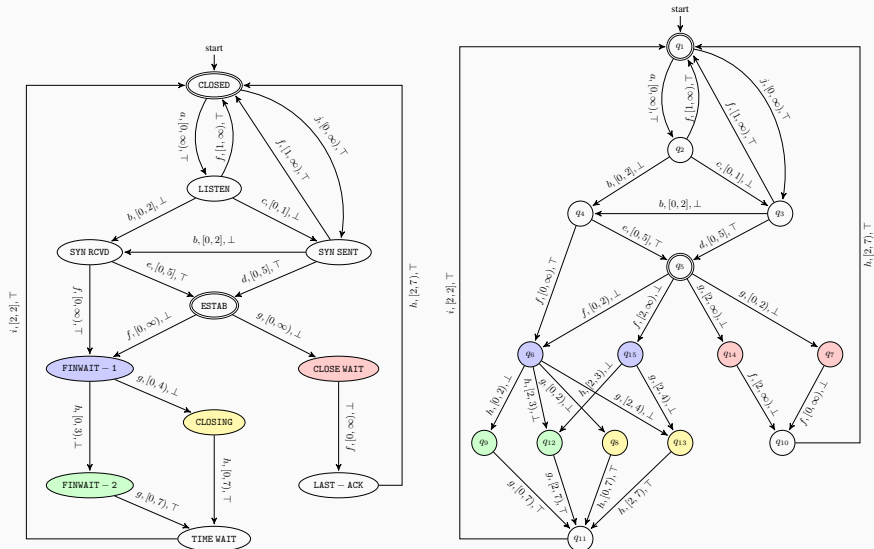 start
CLOSED
a, [0, ∞), ⊥
f, [1, ∞), ⊤
f, [1, ∞), ⊤
j, [0, ∞), ⊤
LISTEN
b, [0, 2], ⊥
c, [0, 1], ⊥
SYN RCVD
b, [0, 2], ⊥
SYN SENT
e, [0, 5], ⊤
d, [0, 5], ⊤
ESTAB
f, [0, ∞), ⊤
f, [0, ∞), ⊥
g, [0, ∞), ⊥
i, [2, 2], ⊤
h, [2, 7), ⊤
FINWAIT − 1
CLOSE WAIT
g, [0, 4), ⊥
h, [0, 3), ⊥
CLOSING
f, [0, ∞), ⊤
h, [0, 7), ⊤
FINWAIT − 2
LAST − ACK
g, [0, 7), ⊤
TIME WAIT
start
q1
a, [0, ∞), ⊥
f, [1, ∞), ⊤
f, [1, ∞), ⊤
j, [0, ∞), ⊤
q2
b, [0, 2], ⊥
c, [0, 1], ⊥
q4
b, [0, 2], ⊥
q3
e, [0, 5], ⊤
d, [0, 5], ⊤
q5
h, [2, 7), ⊤
i, [2, 2], ⊤
f, [0, ∞), ⊤
f, [0, 2), ⊥
f, [2, ∞), ⊥
g, [2, ∞), ⊥
g, [0, 2), ⊥
q6
q15
q14
q7
h, [0, 2), ⊥
h, [2, 3), ⊥
g, [0, 2), ⊥
h, [2, 3), ⊥
g, [2, 4), ⊥
g, [2, 4), ⊥
f, [2, ∞), ⊥
f, [0, ∞), ⊤
q9
q12
q8
q13
q10
g, [0, 7), ⊤
g, [2, 7), ⊤
h, [0, 7), ⊤
h, [2, 7), ⊤
q11